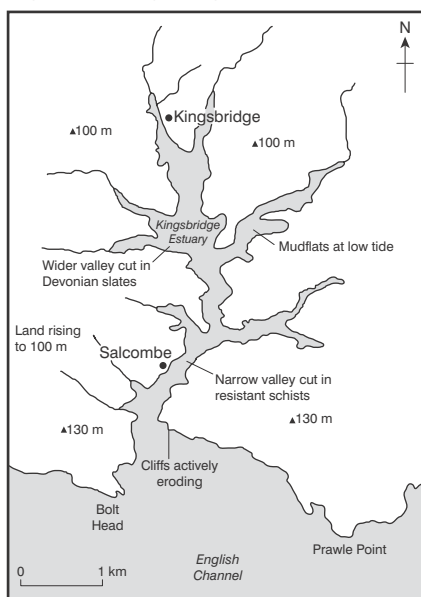 N
Kingsbridge
▲100 m
▲100 m
Kingsbridge
Estuary
Mudflats at low tide
Wider valley cut in
Devonian slates
Land rising
to 100 m
Salcombe
Narrow valley cut in
resistant schists
▲130 m
▲130 m
Cliffs actively
eroding
Bolt
Head
Prawle Point
English
Channel
0 1 km